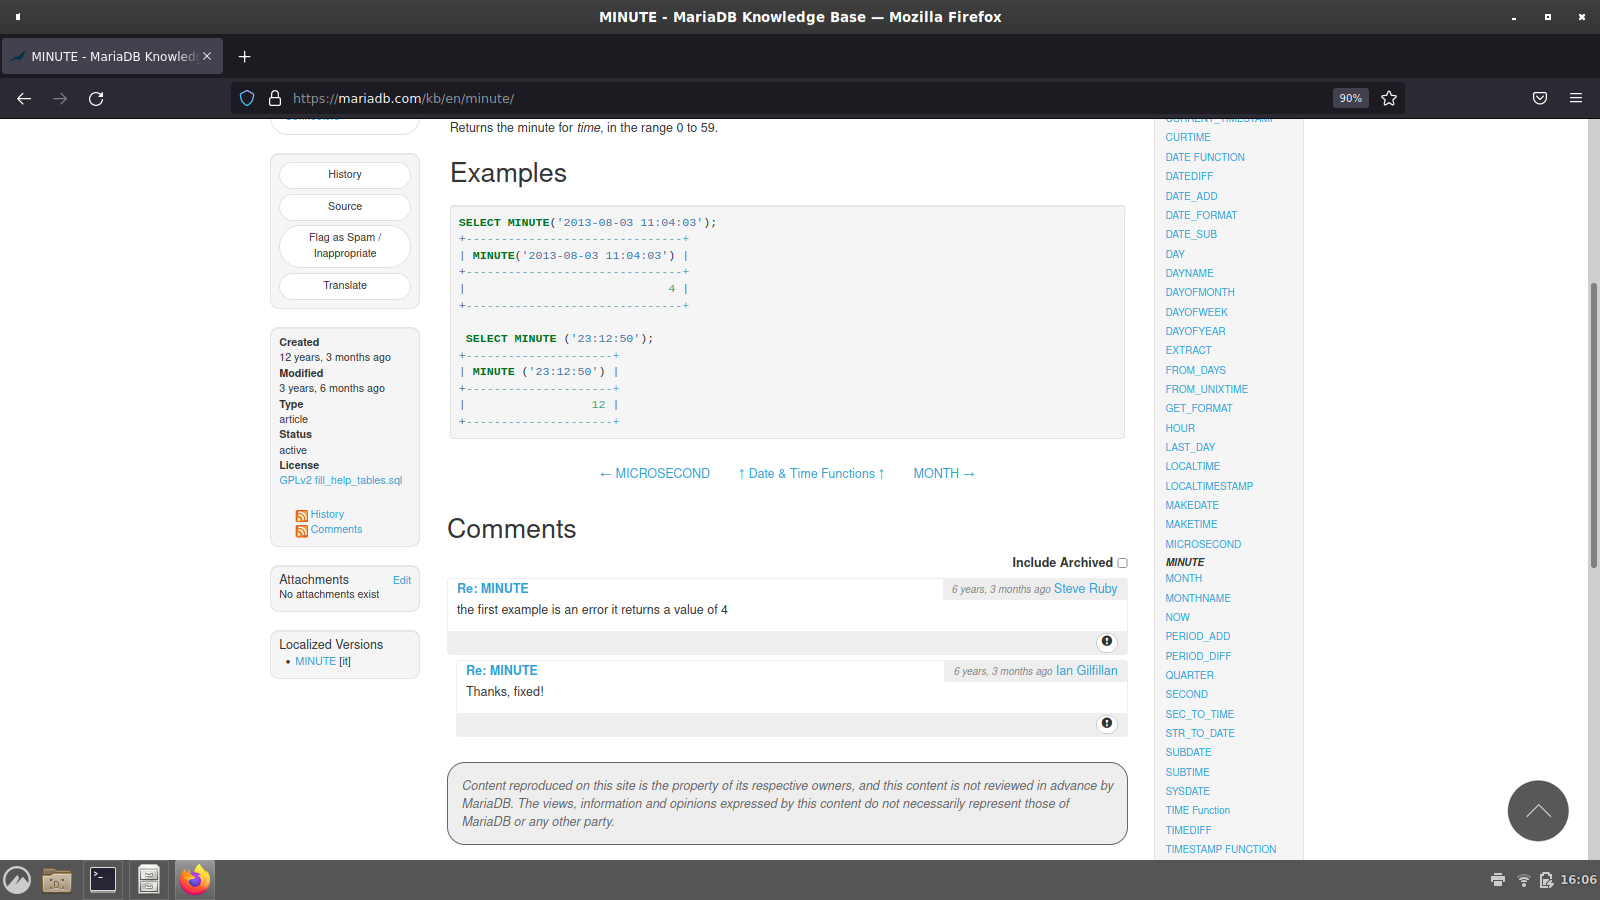 MINUTE - MariaDB Knowledge Base — Mozilla Firefox
MINUTE - MariaDB Knowled
https://mariadb.com/kb/en/minute/
90%
History
Source
Flag as Spam /
Inappropriate
Translate
Created
12 years, 3 months ago
Modified
3 years, 6 months ago
Type
article
Status
active
License
GPLv2 fill_help_tables.sql
History
Comments
Attachments Edit
No attachments exist
Localized Versions
• MINUTE [it]
Returns the minute for time, in the range 0 to 59.
Examples
SELECT MINUTE('2013-08-03 11:04:03');
+-------------------------------+
| MINUTE('2013-08-03 11:04:03') |
+-------------------------------+
|                             4 |
+-------------------------------+
SELECT MINUTE ('23:12:50');
+---------------------+
| MINUTE ('23:12:50') |
+---------------------+
|                  12 |
+---------------------+
← MICROSECOND ↑ Date & Time Functions ↑ MONTH →
Comments
Include Archived
Re: MINUTE 6 years, 3 months ago Steve Ruby
the first example is an error it returns a value of 4
Re: MINUTE 6 years, 3 months ago Ian Gilfillan
Thanks, fixed!
Content reproduced on this site is the property of its respective owners, and this content is not reviewed in advance by
MariaDB. The views, information and opinions expressed by this content do not necessarily represent those of
MariaDB or any other party.
CURRENT_TIMESTAMP
CURTIME
DATE FUNCTION
DATEDIFF
DATE_ADD
DATE_FORMAT
DATE_SUB
DAY
DAYNAME
DAYOFMONTH
DAYOFWEEK
DAYOFYEAR
EXTRACT
FROM_DAYS
FROM_UNIXTIME
GET_FORMAT
HOUR
LAST_DAY
LOCALTIME
LOCALTIMESTAMP
MAKEDATE
MAKETIME
MICROSECOND
MINUTE
MONTH
MONTHNAME
NOW
PERIOD_ADD
PERIOD_DIFF
QUARTER
SECOND
SEC_TO_TIME
STR_TO_DATE
SUBDATE
SUBTIME
SYSDATE
TIME Function
TIMEDIFF
TIMESTAMP FUNCTION
16:06